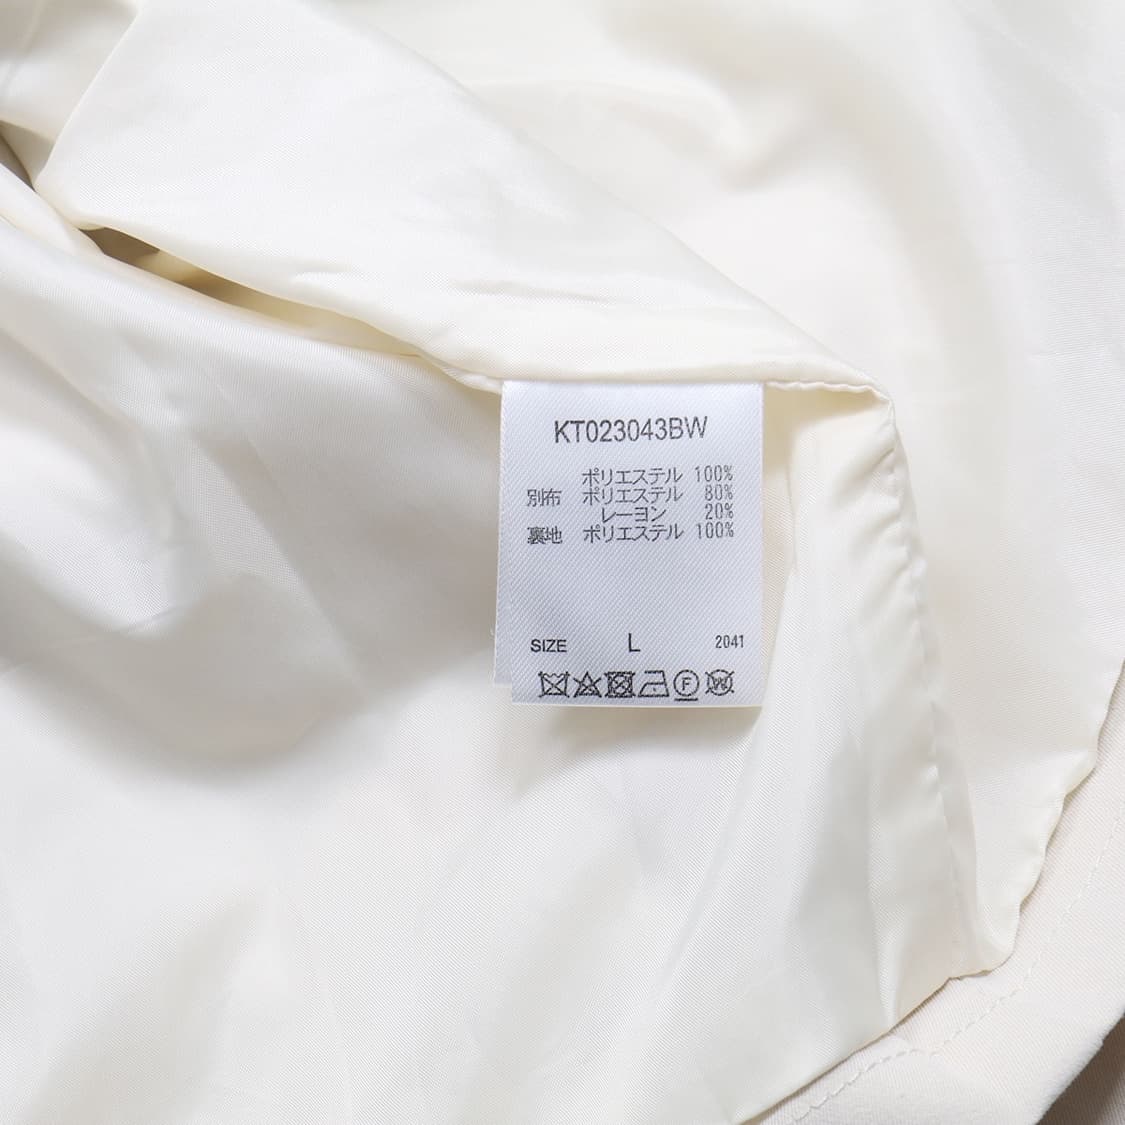 KT023043BW
ポリエステル 100%
別布 ポリエステル 80%
レーヨン 20%
裏地 ポリエステル 100%
SIZE L 2041
F W